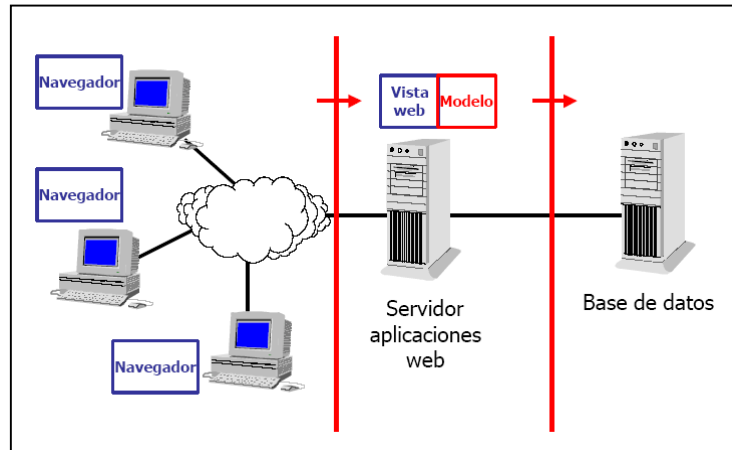 Navegador
Navegador
Navegador
Vista
web
Modelo
Servidor
aplicaciones
web
Base de datos